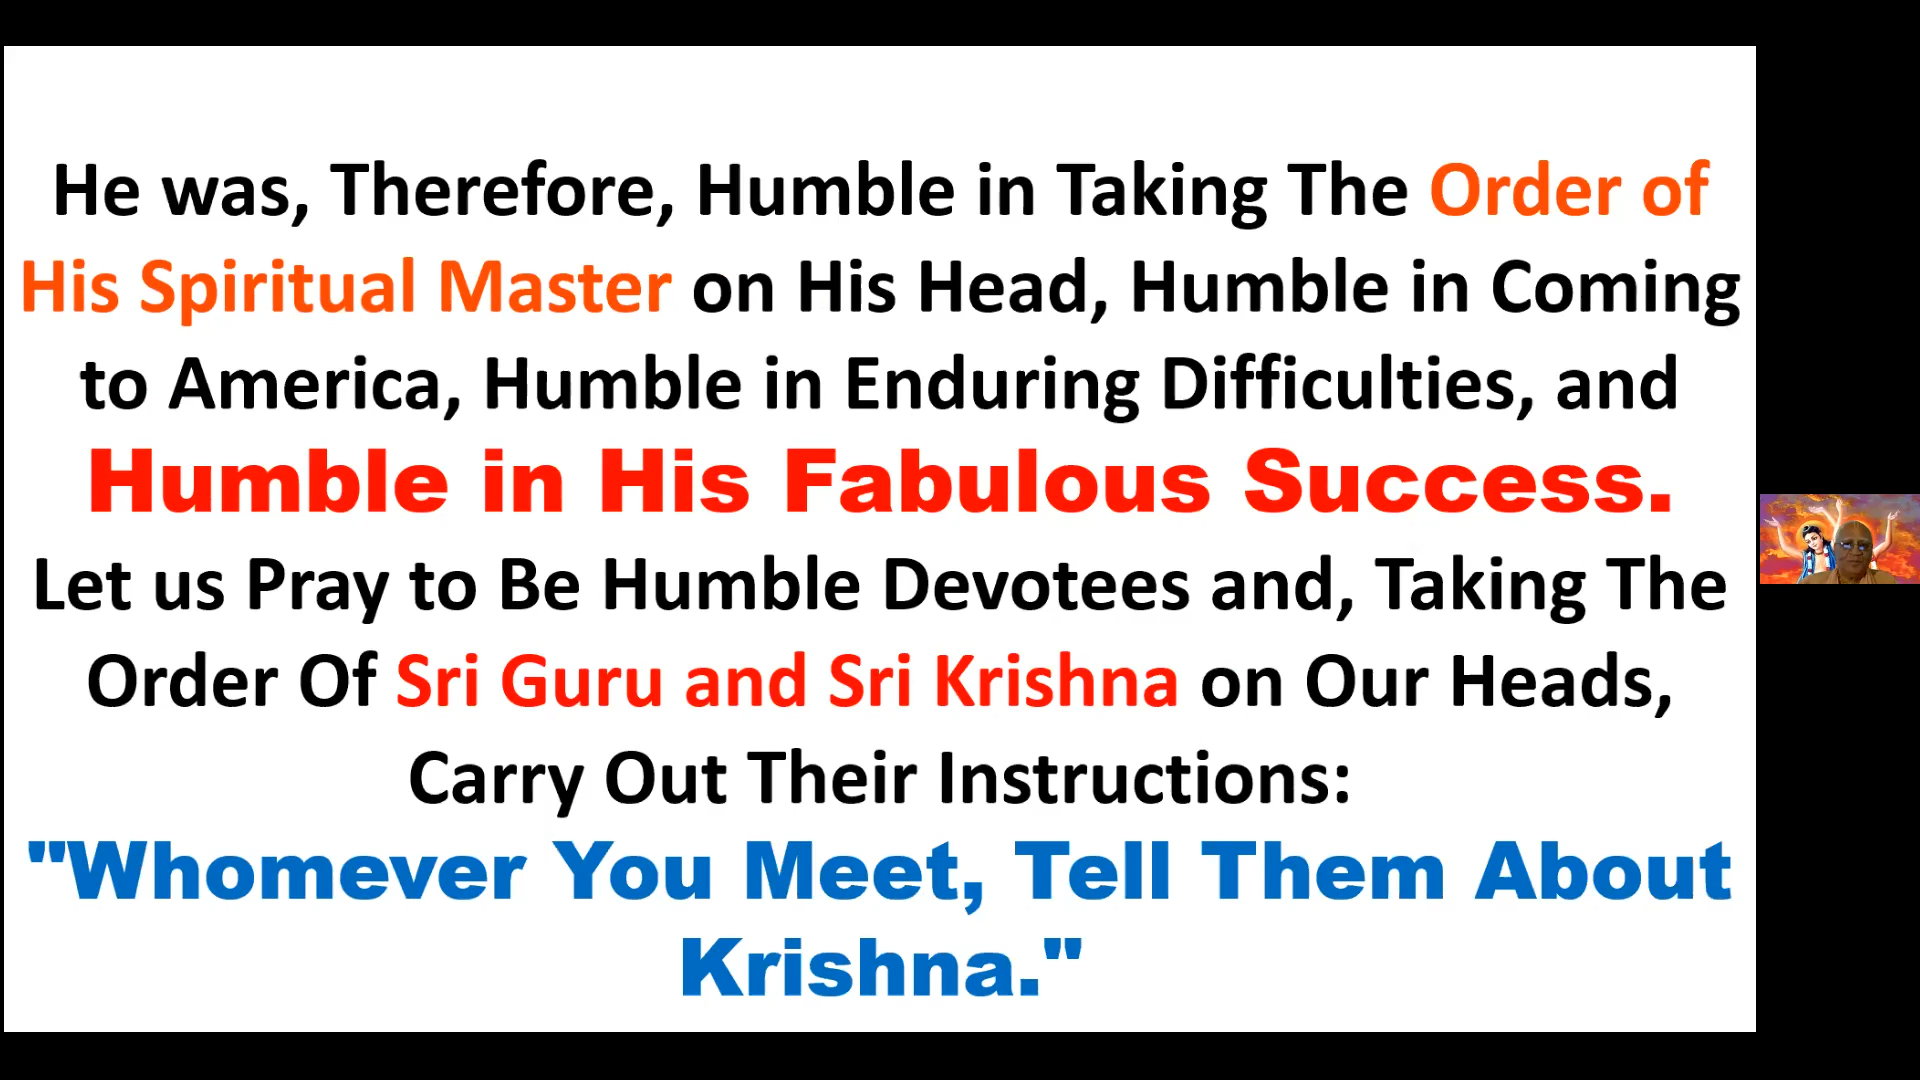 He was, Therefore, Humble in Taking The Order of
His Spiritual Master on His Head, Humble in Coming
to America, Humble in Enduring Difficulties, and
Humble in His Fabulous Success.
Let us Pray to Be Humble Devotees and, Taking The
Order Of Sri Guru and Sri Krishna on Our Heads,
Carry Out Their Instructions:
"Whomever You Meet, Tell Them About
Krishna."